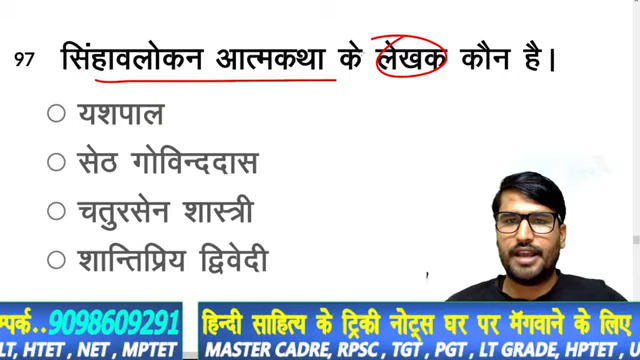 97 सिंहावलोकन आत्मकथा के लेखक कौन है।
यशपाल
सेठ गोविन्ददास
चतुरसेन शास्त्री
शान्तिप्रिय द्विवेदी
म्पर्क..9098609291 हिन्दी साहित्य के ट्रिकी नोट्स घर पर मॅगवाने के लिए
LT, HTET , NET , MPTET MASTER CADRE, RPSC , TGT , PGT , LT GRADE, HPTET ,